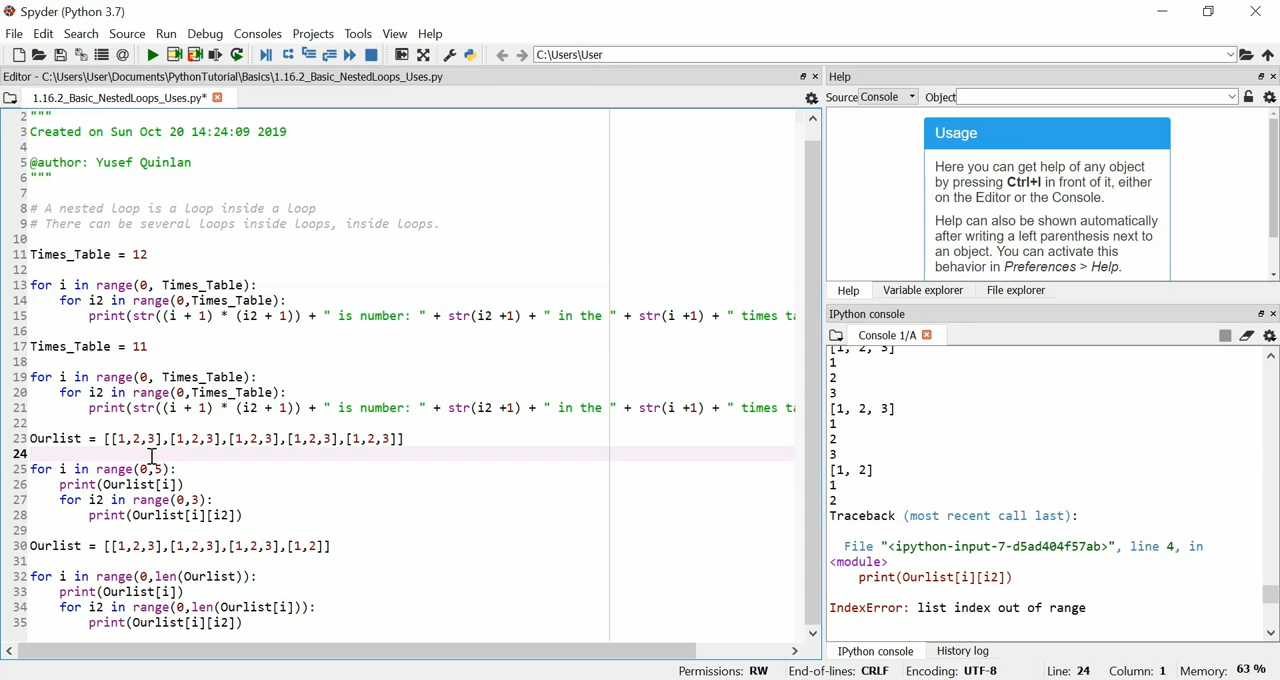 Spyder (Python 3.7)
File Edit Search Source Run Debug Consoles Projects Tools View Help
C:\Users\User
Editor - C:\Users\User\Documents\PythonTutorial\Basics\1.16.2_Basic_NestedLoops_Uses.py
Help
1.16.2_Basic_NestedLoops_Uses.py*
Source Console Object
2 """
3 Created on Sun Oct 20 14:24:09 2019
4
5 @author: Yusef Quinlan
6 """
7
8 # A nested loop is a loop inside a loop
9 # There can be several loops inside loops, inside loops.
10
11 Times_Table = 12
12
13 for i in range(0, Times_Table):
14     for i2 in range(0,Times_Table):
15         print(str((i + 1) * (i2 + 1)) + " is number: " + str(i2 +1) + " in the " + str(i +1) + " times ta
16
17 Times_Table = 11
18
19 for i in range(0, Times_Table):
20     for i2 in range(0,Times_Table):
21         print(str((i + 1) * (i2 + 1)) + " is number: " + str(i2 +1) + " in the " + str(i +1) + " times ta
22
23 Ourlist = [[1,2,3],[1,2,3],[1,2,3],[1,2,3],[1,2,3]]
24
25 for i in range(0,5):
26     print(Ourlist[i])
27     for i2 in range(0,3):
28         print(Ourlist[i][i2])
29
30 Ourlist = [[1,2,3],[1,2,3],[1,2,3],[1,2]]
31
32 for i in range(0,len(Ourlist)):
33     print(Ourlist[i])
34     for i2 in range(0,len(Ourlist[i])):
35         print(Ourlist[i][i2])
Usage
Here you can get help of any object
by pressing Ctrl+I in front of it, either
on the Editor or the Console.
Help can also be shown automatically
after writing a left parenthesis next to
an object. You can activate this
behavior in Preferences > Help.
Help Variable explorer File explorer
IPython console
Console 1/A
[1, 2, 3]
1
2
3
[1, 2, 3]
1
2
3
[1, 2]
1
2
Traceback (most recent call last):
File "<ipython-input-7-d5ad404f57ab>", line 4, in
<module>
print(Ourlist[i][i2])
IndexError: list index out of range
IPython console History log
Permissions: RW End-of-lines: CRLF Encoding: UTF-8 Line: 24 Column: 1 Memory: 63 %